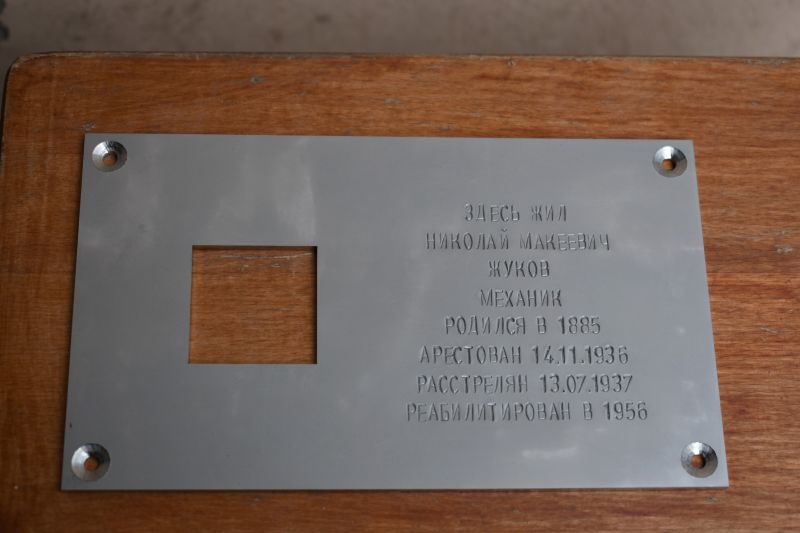 ЗДЕСЬ ЖИЛ
НИКОЛАЙ МАКЕЕВИЧ
ЖУКОВ
МЕХАНИК
РОДИЛСЯ В 1885
АРЕСТОВАН 14.11.1936
РАССТРЕЛЯН 13.07.1937
РЕАБИЛИТИРОВАН В 1956